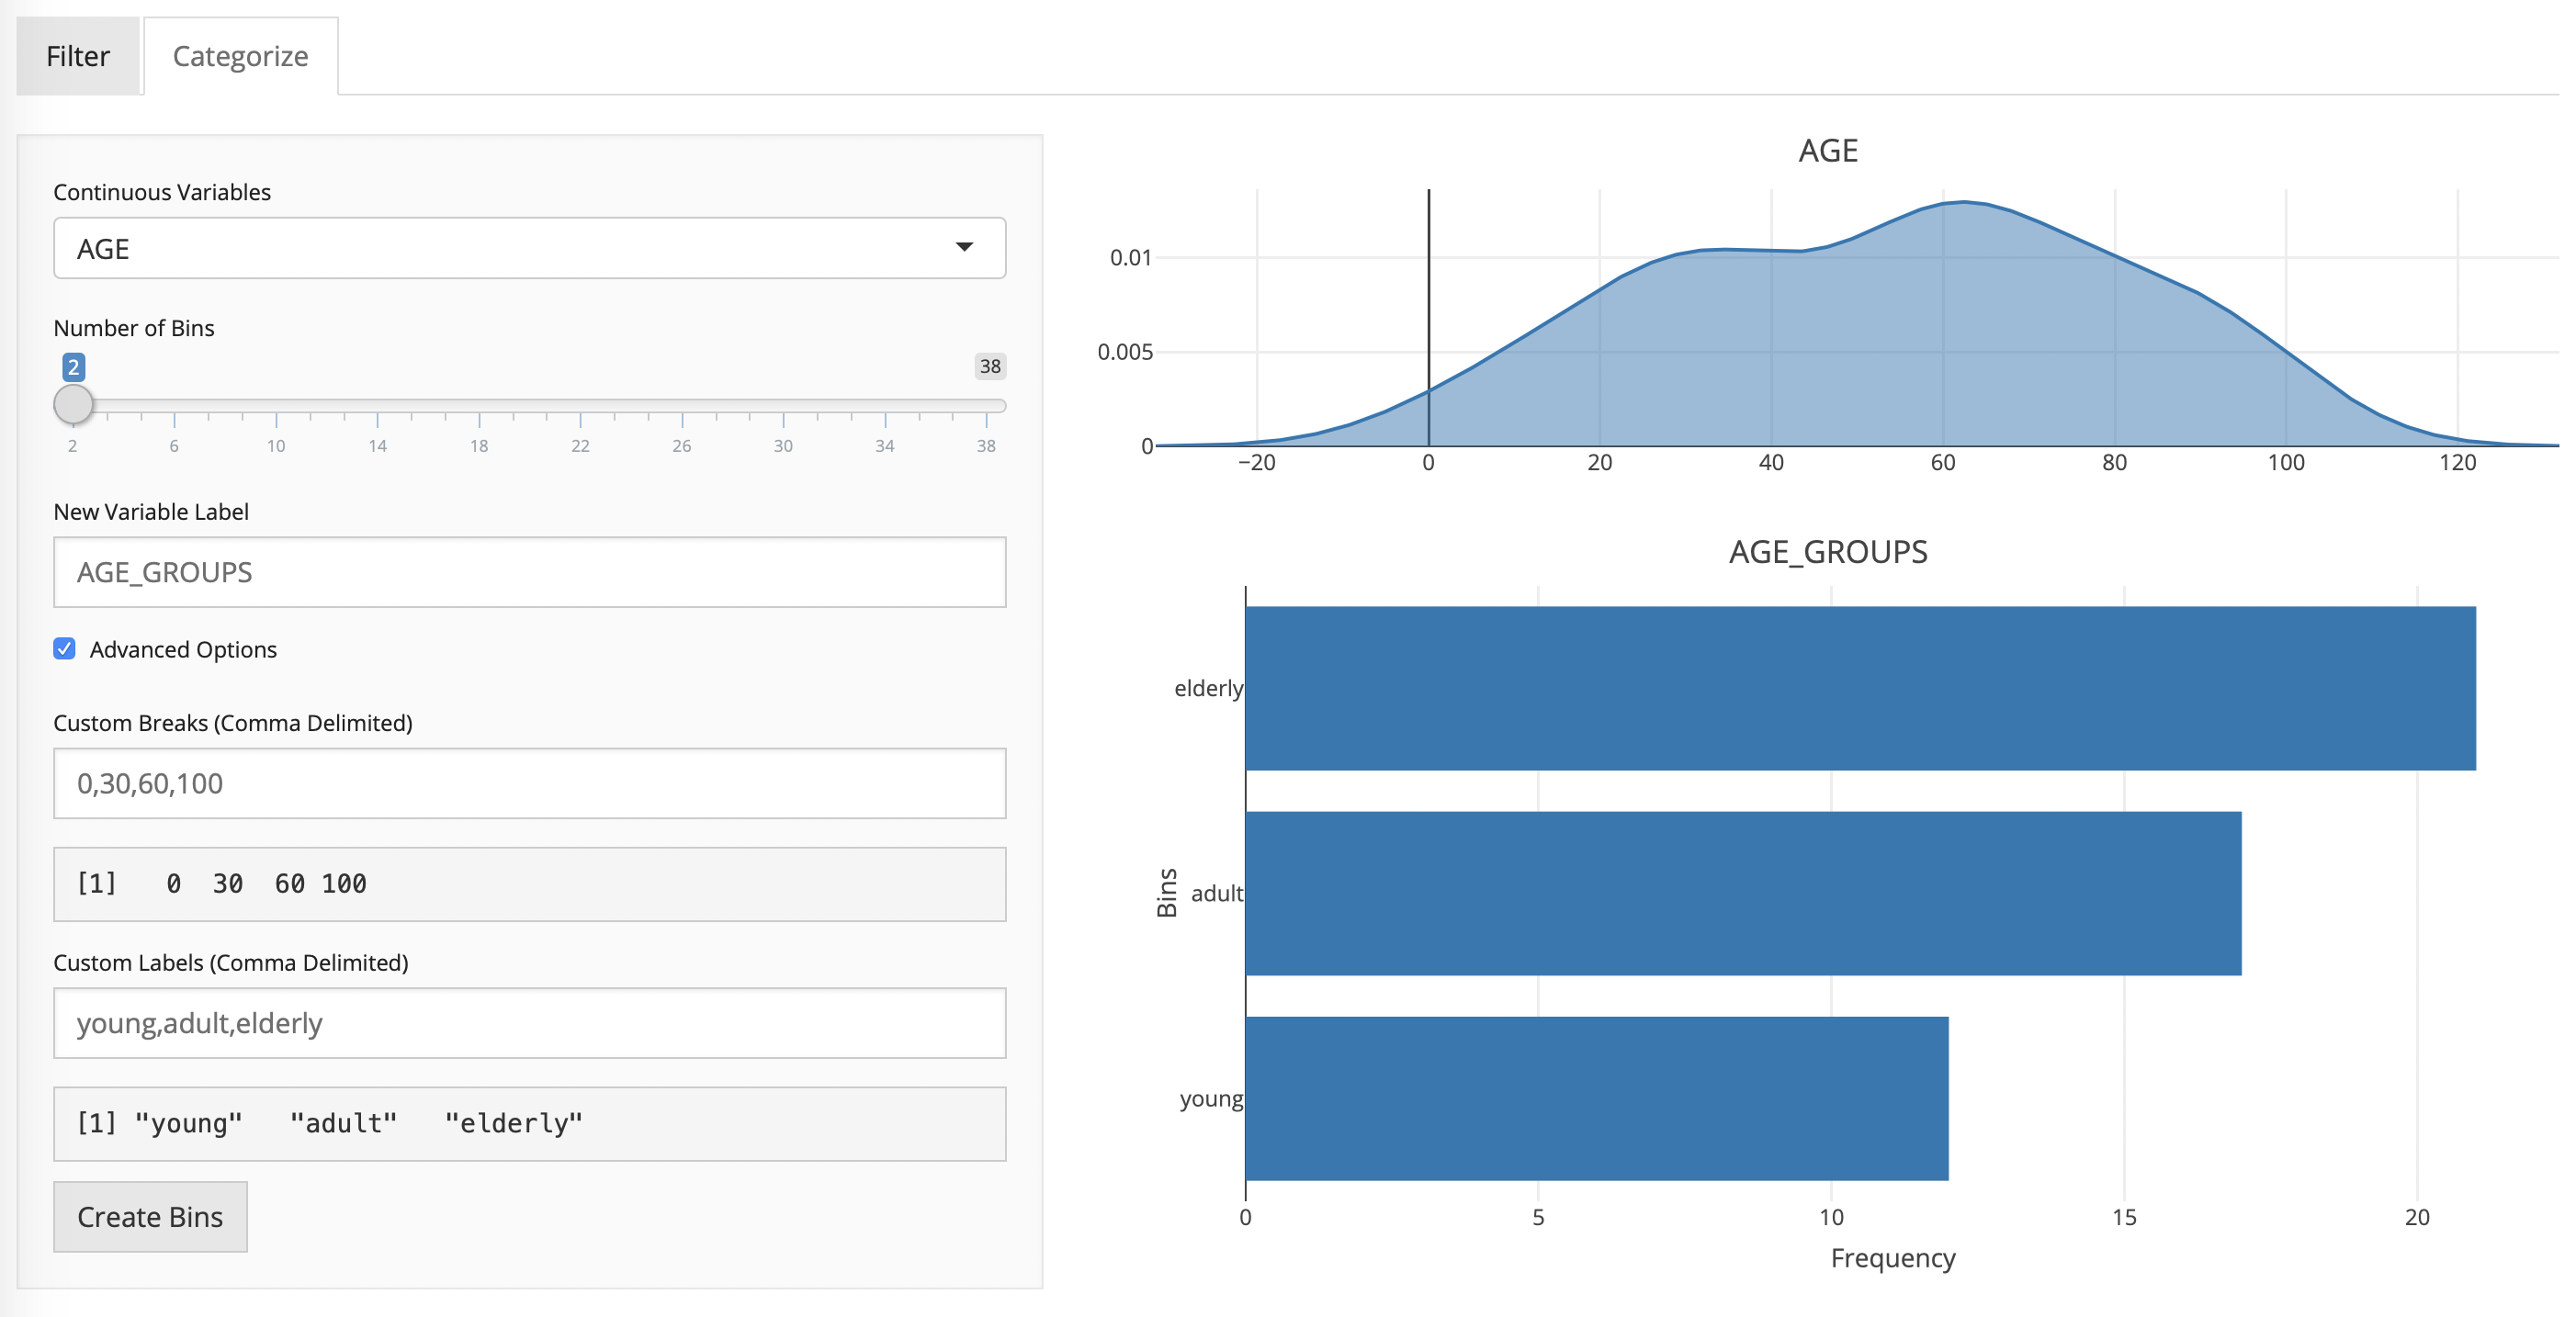 Filter
Categorize
Continuous Variables
AGE
Number of Bins
2
38
2 6 10 14 18 22 26 30 34 38
New Variable Label
AGE_GROUPS
Advanced Options
Custom Breaks (Comma Delimited)
0,30,60,100
[1]   0  30  60 100
Custom Labels (Comma Delimited)
young,adult,elderly
[1] "young"   "adult"   "elderly"
Create Bins
AGE
0.01
0.005
0
−20 0 20 40 60 80 100 120
AGE_GROUPS
Bins
elderly
adult
young
0 5 10 15 20
Frequency